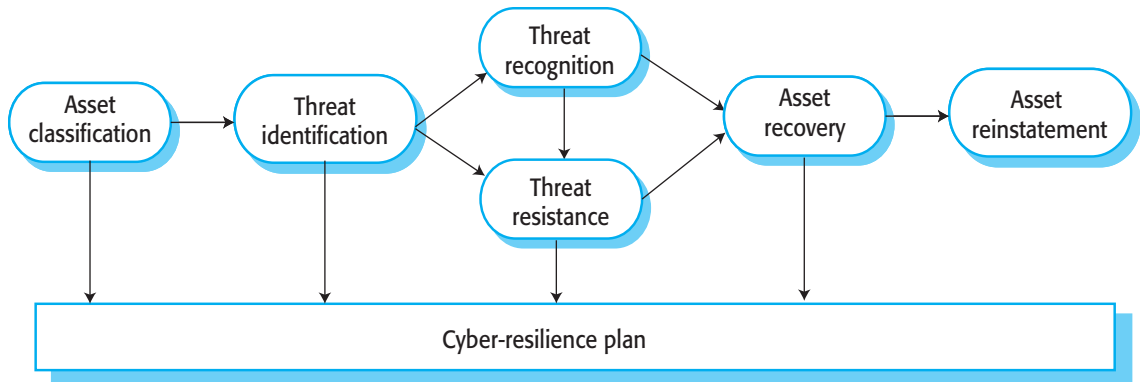 Asset
classification
Threat
identification
Threat
recognition
Threat
resistance
Asset
recovery
Asset
reinstatement
Cyber-resilience plan